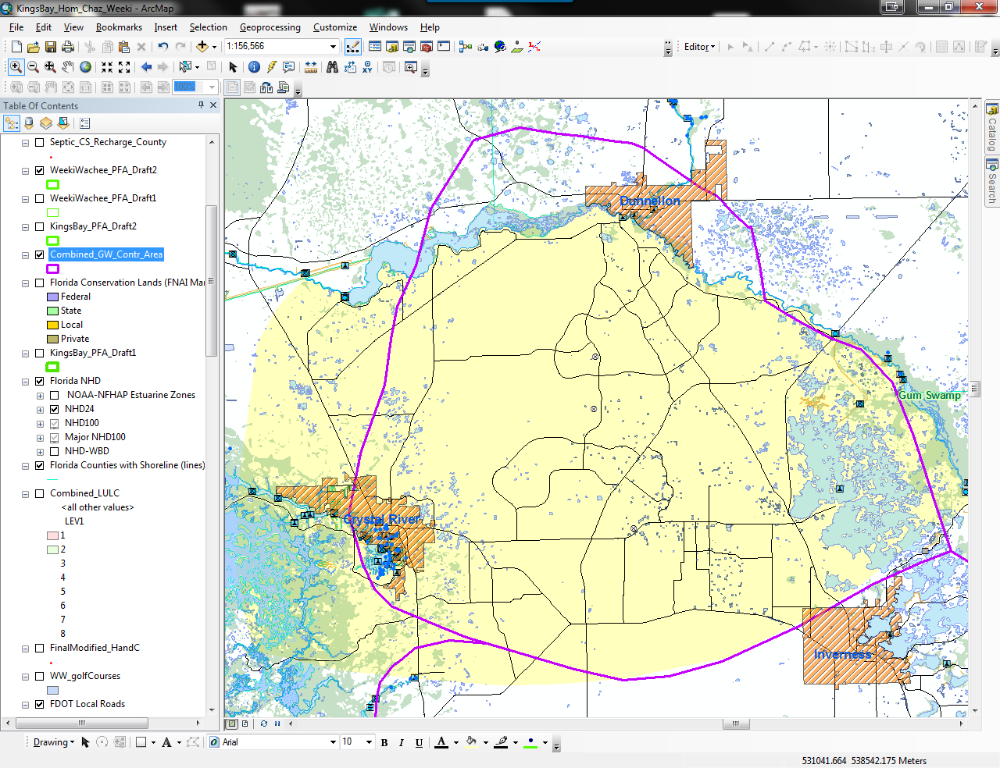 KingsBay_Hom_Chaz_Weeki - ArcMap
File Edit View Bookmarks Insert Selection Geoprocessing Customize Windows Help
1:156,566
Editor
100%
Table Of Contents
Septic_CS_Recharge_County
WeekiWachee_PFA_Draft2
WeekiWachee_PFA_Draft1
KingsBay_PFA_Draft2
Combined_GW_Contr_Area
Florida Conservation Lands (FNAI Mar
Federal
State
Local
Private
KingsBay_PFA_Draft1
Florida NHD
NOAA-NFHAP Estuarine Zones
NHD24
NHD100
Major NHD100
NHD-WBD
Florida Counties with Shoreline (lines)
Combined_LULC
<all other values>
LEV1
1
2
3
4
5
6
7
8
FinalModified_HandC
WW_golfCourses
FDOT Local Roads
Dunnellon
Gum Swamp
Crystal River
Inverness
Catalog
Search
Drawing
A
Arial
10
B I U A
531041.664 538542.175 Meters